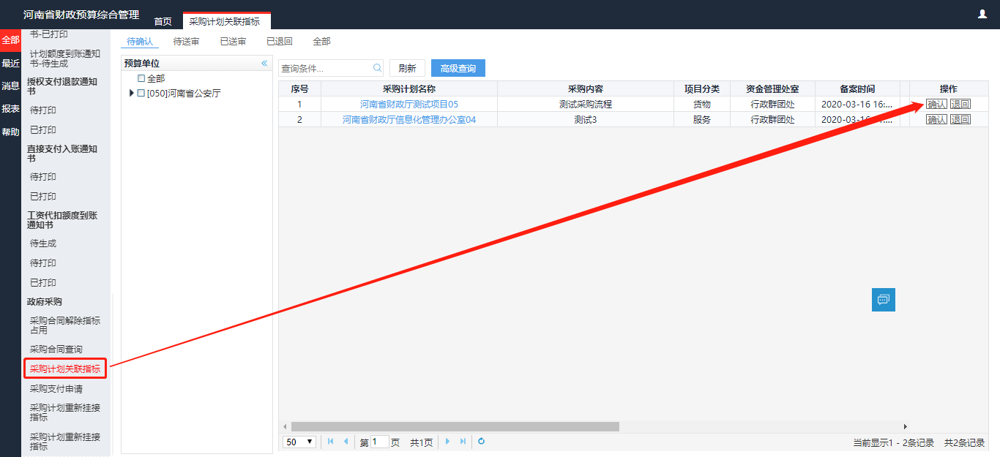 河南省财政预算综合管理
首页
采购计划关联指标
全部
最近
消息
报表
帮助
书-已打印
计划额度到账通知
书-待生成
授权支付退款通知
书
待打印
已打印
直接支付入账通知
书
待打印
已打印
工资代扣额度到账
通知书
待生成
待打印
已打印
政府采购
采购合同解除指标
占用
采购合同查询
采购计划关联指标
采购支付申请
采购计划重新挂接
指标
采购计划重新挂接
指标
待确认 待送审 已送审 已退回 全部
预算单位 «
全部
[050]河南省公安厅
查询条件... 刷新 高级查询
序号 采购计划名称 采购内容 项目分类 资金管理处室 备案时间 操作
1 河南省财政厅测试项目05 测试采购流程 货物 行政群团处 2020-03-16 16:... 确认 退回
2 河南省财政厅信息化管理办公室04 测试3 服务 行政群团处 2020-03-16 确认 退回
50 第 1 页 共1页
当前显示1 - 2条记录 共2条记录